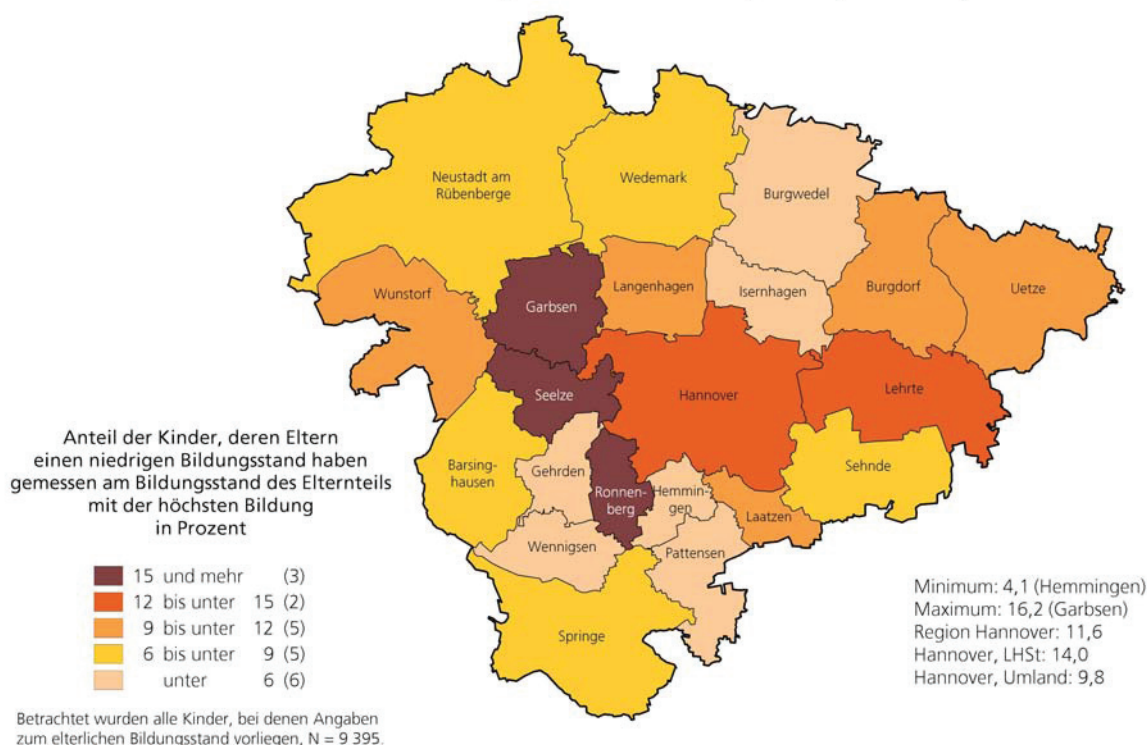 Neustadt am
Rübenberge
Wedemark
Burgwedel
Wunstorf
Garbsen
Langenhagen
Isernhagen
Burgdorf
Uetze
Seelze
Hannover
Lehrte
Barsing-
hausen
Gehrden
Ronnen-
berg
Hemmin-
gen
Laatzen
Sehnde
Wennigsen
Pattensen
Springe
Anteil der Kinder, deren Eltern
einen niedrigen Bildungsstand haben
gemessen am Bildungsstand des Elternteils
mit der höchsten Bildung
in Prozent
15 und mehr (3)
12 bis unter 15 (2)
9 bis unter 12 (5)
6 bis unter 9 (5)
unter 6 (6)
Betrachtet wurden alle Kinder, bei denen Angaben
zum elterlichen Bildungsstand vorliegen, N = 9 395.
Minimum: 4,1 (Hemmingen)
Maximum: 16,2 (Garbsen)
Region Hannover: 11,6
Hannover, LHSt: 14,0
Hannover, Umland: 9,8